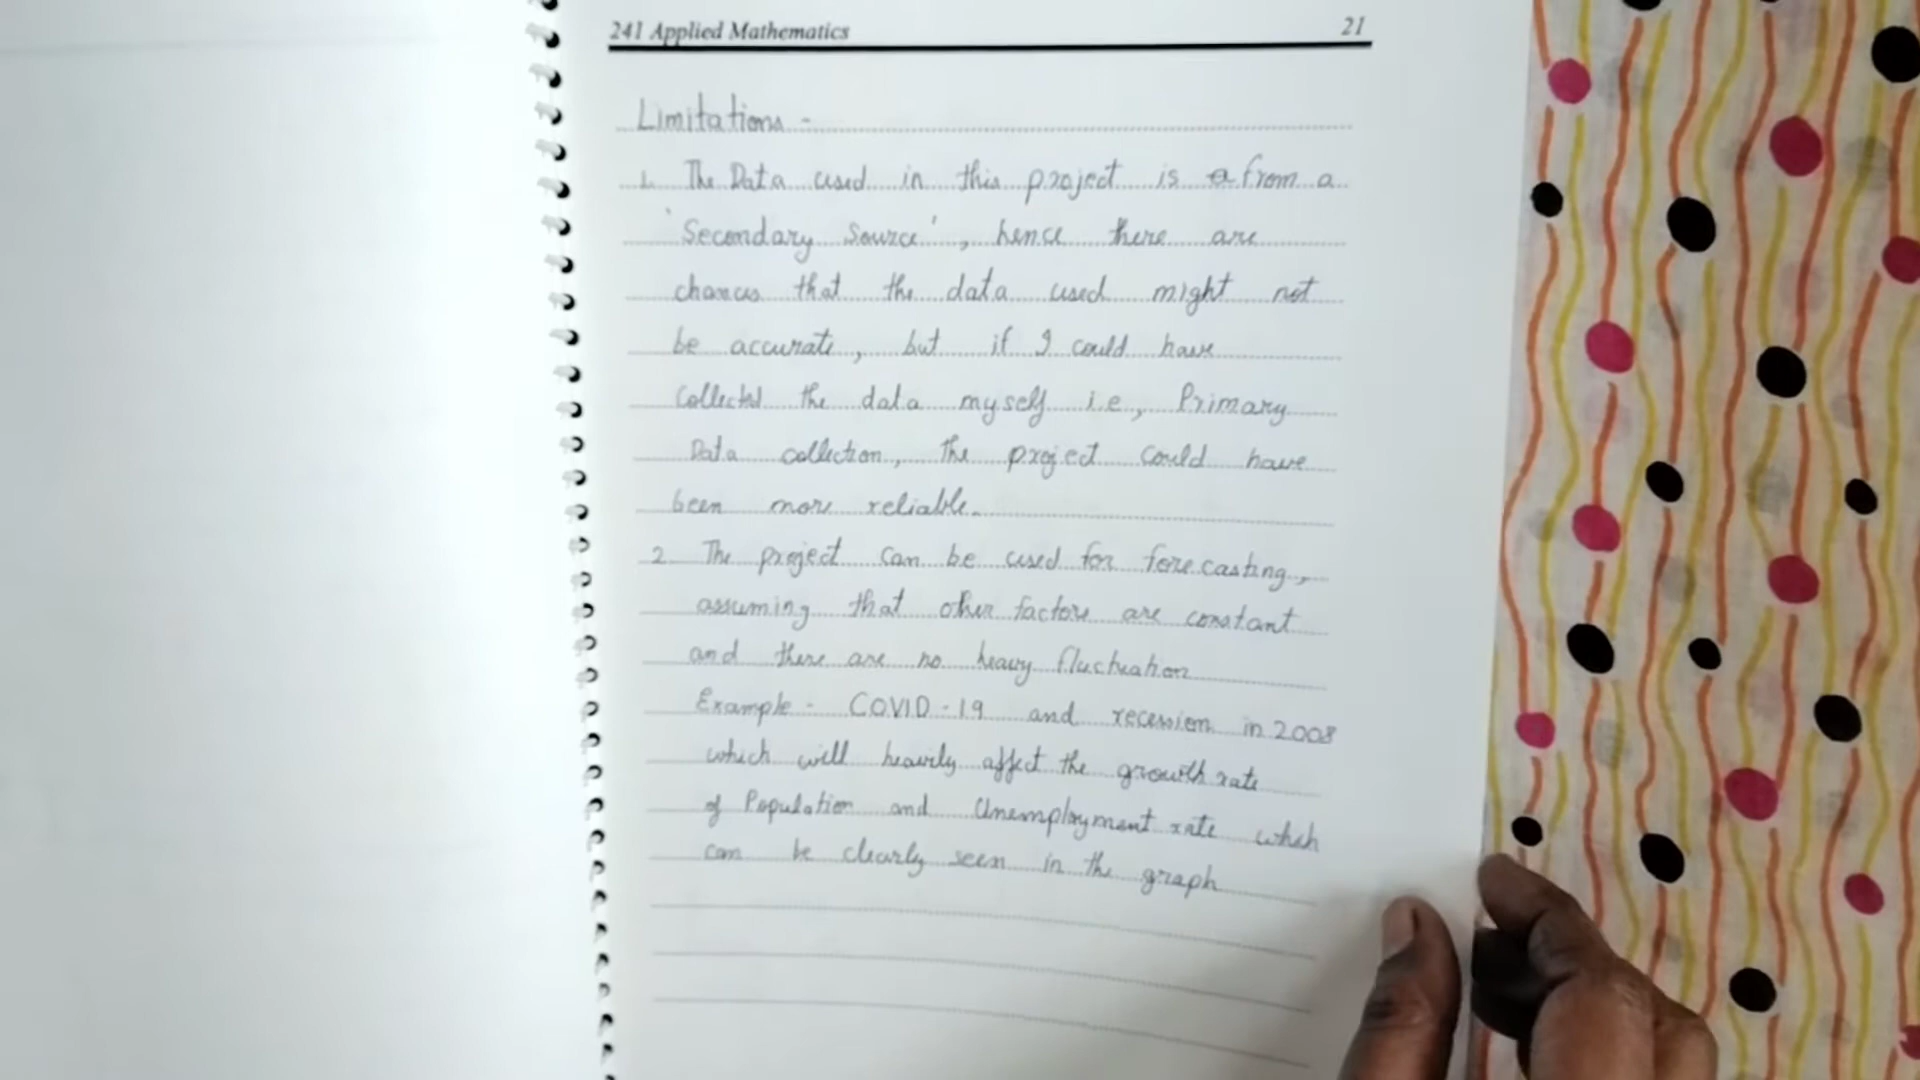 241 Applied Mathematics 21
Limitations -
1. The Data used in this project is a from a
'Secondary Source', hence there are
chances that the data used might not
be accurate, but if I could have
collected the data myself i.e, Primary
Data collection, the project could have
been more reliable.
2. The project can be used for forecasting,
assuming that other factors are constant
and there are no heavy fluctuation
Example - COVID-19 and recession in 2008
which will heavily affect the growth rate
of Population and Unemployment rate which
can be clearly seen in the graph